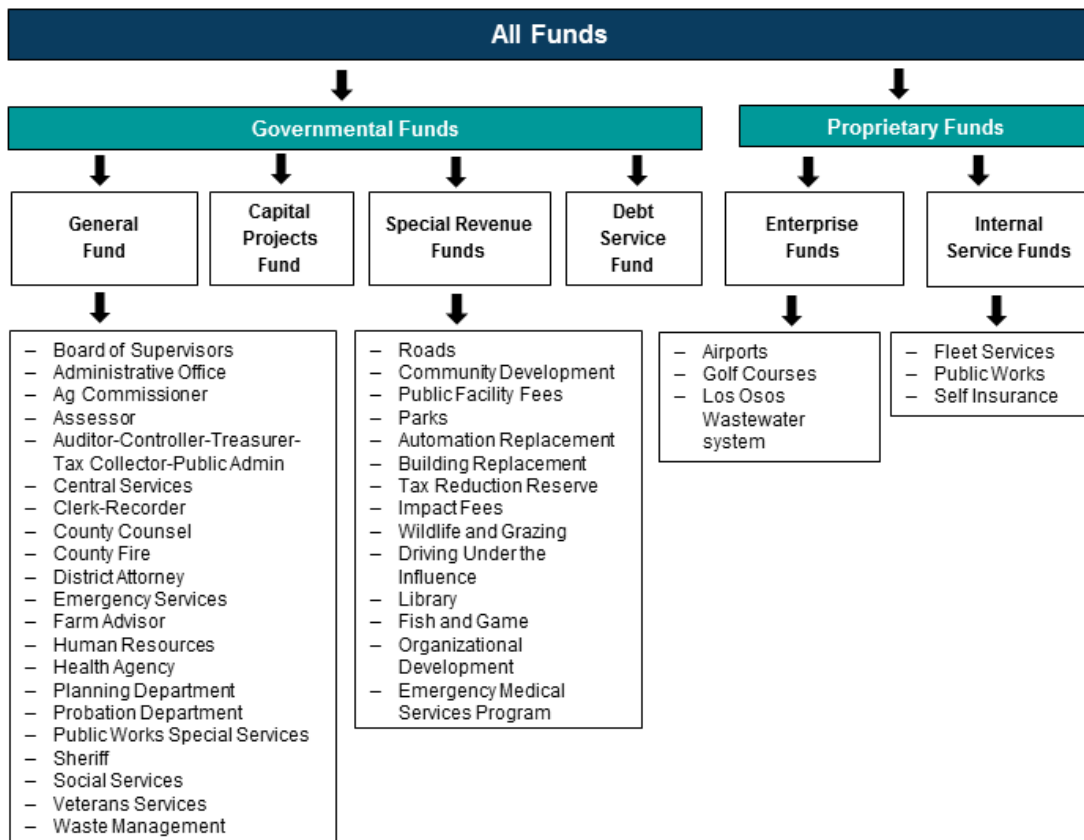 All Funds
Governmental Funds
Proprietary Funds
General
Fund
Capital
Projects
Fund
Special Revenue
Funds
Debt
Service
Fund
Enterprise
Funds
Internal
Service Funds
– Board of Supervisors
– Administrative Office
– Ag Commissioner
– Assessor
– Auditor-Controller-Treasurer-
Tax Collector-Public Admin
– Central Services
– Clerk-Recorder
– County Counsel
– County Fire
– District Attorney
– Emergency Services
– Farm Advisor
– Human Resources
– Health Agency
– Planning Department
– Probation Department
– Public Works Special Services
– Sheriff
– Social Services
– Veterans Services
– Waste Management
– Roads
– Community Development
– Public Facility Fees
– Parks
– Automation Replacement
– Building Replacement
– Tax Reduction Reserve
– Impact Fees
– Wildlife and Grazing
– Driving Under the
Influence
– Library
– Fish and Game
– Organizational
Development
– Emergency Medical
Services Program
– Airports
– Golf Courses
– Los Osos
Wastewater
system
– Fleet Services
– Public Works
– Self Insurance